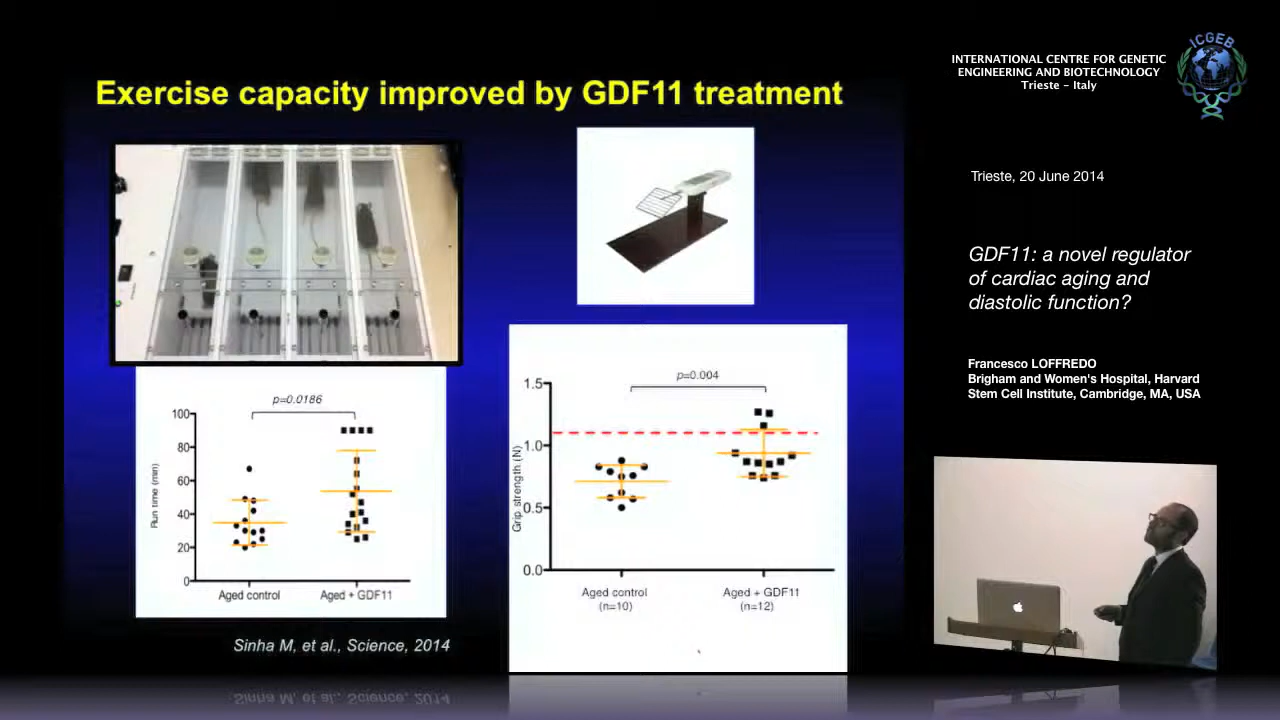 Exercise capacity improved by GDF11 treatment
p=0.0186
100
80
60
40
20
0
Run time (min)
Aged control
Aged + GDF11
Sinha M, et al., Science, 2014
p=0.004
1.5
1.0
0.5
0.0
Grip strength (N)
Aged control
(n=10)
Aged + GDF11
(n=12)
INTERNATIONAL CENTRE FOR GENETIC
ENGINEERING AND BIOTECHNOLOGY
Trieste - Italy
ICGEB
Trieste, 20 June 2014
GDF11: a novel regulator
of cardiac aging and
diastolic function?
Francesco LOFFREDO
Brigham and Women's Hospital, Harvard
Stem Cell Institute, Cambridge, MA, USA